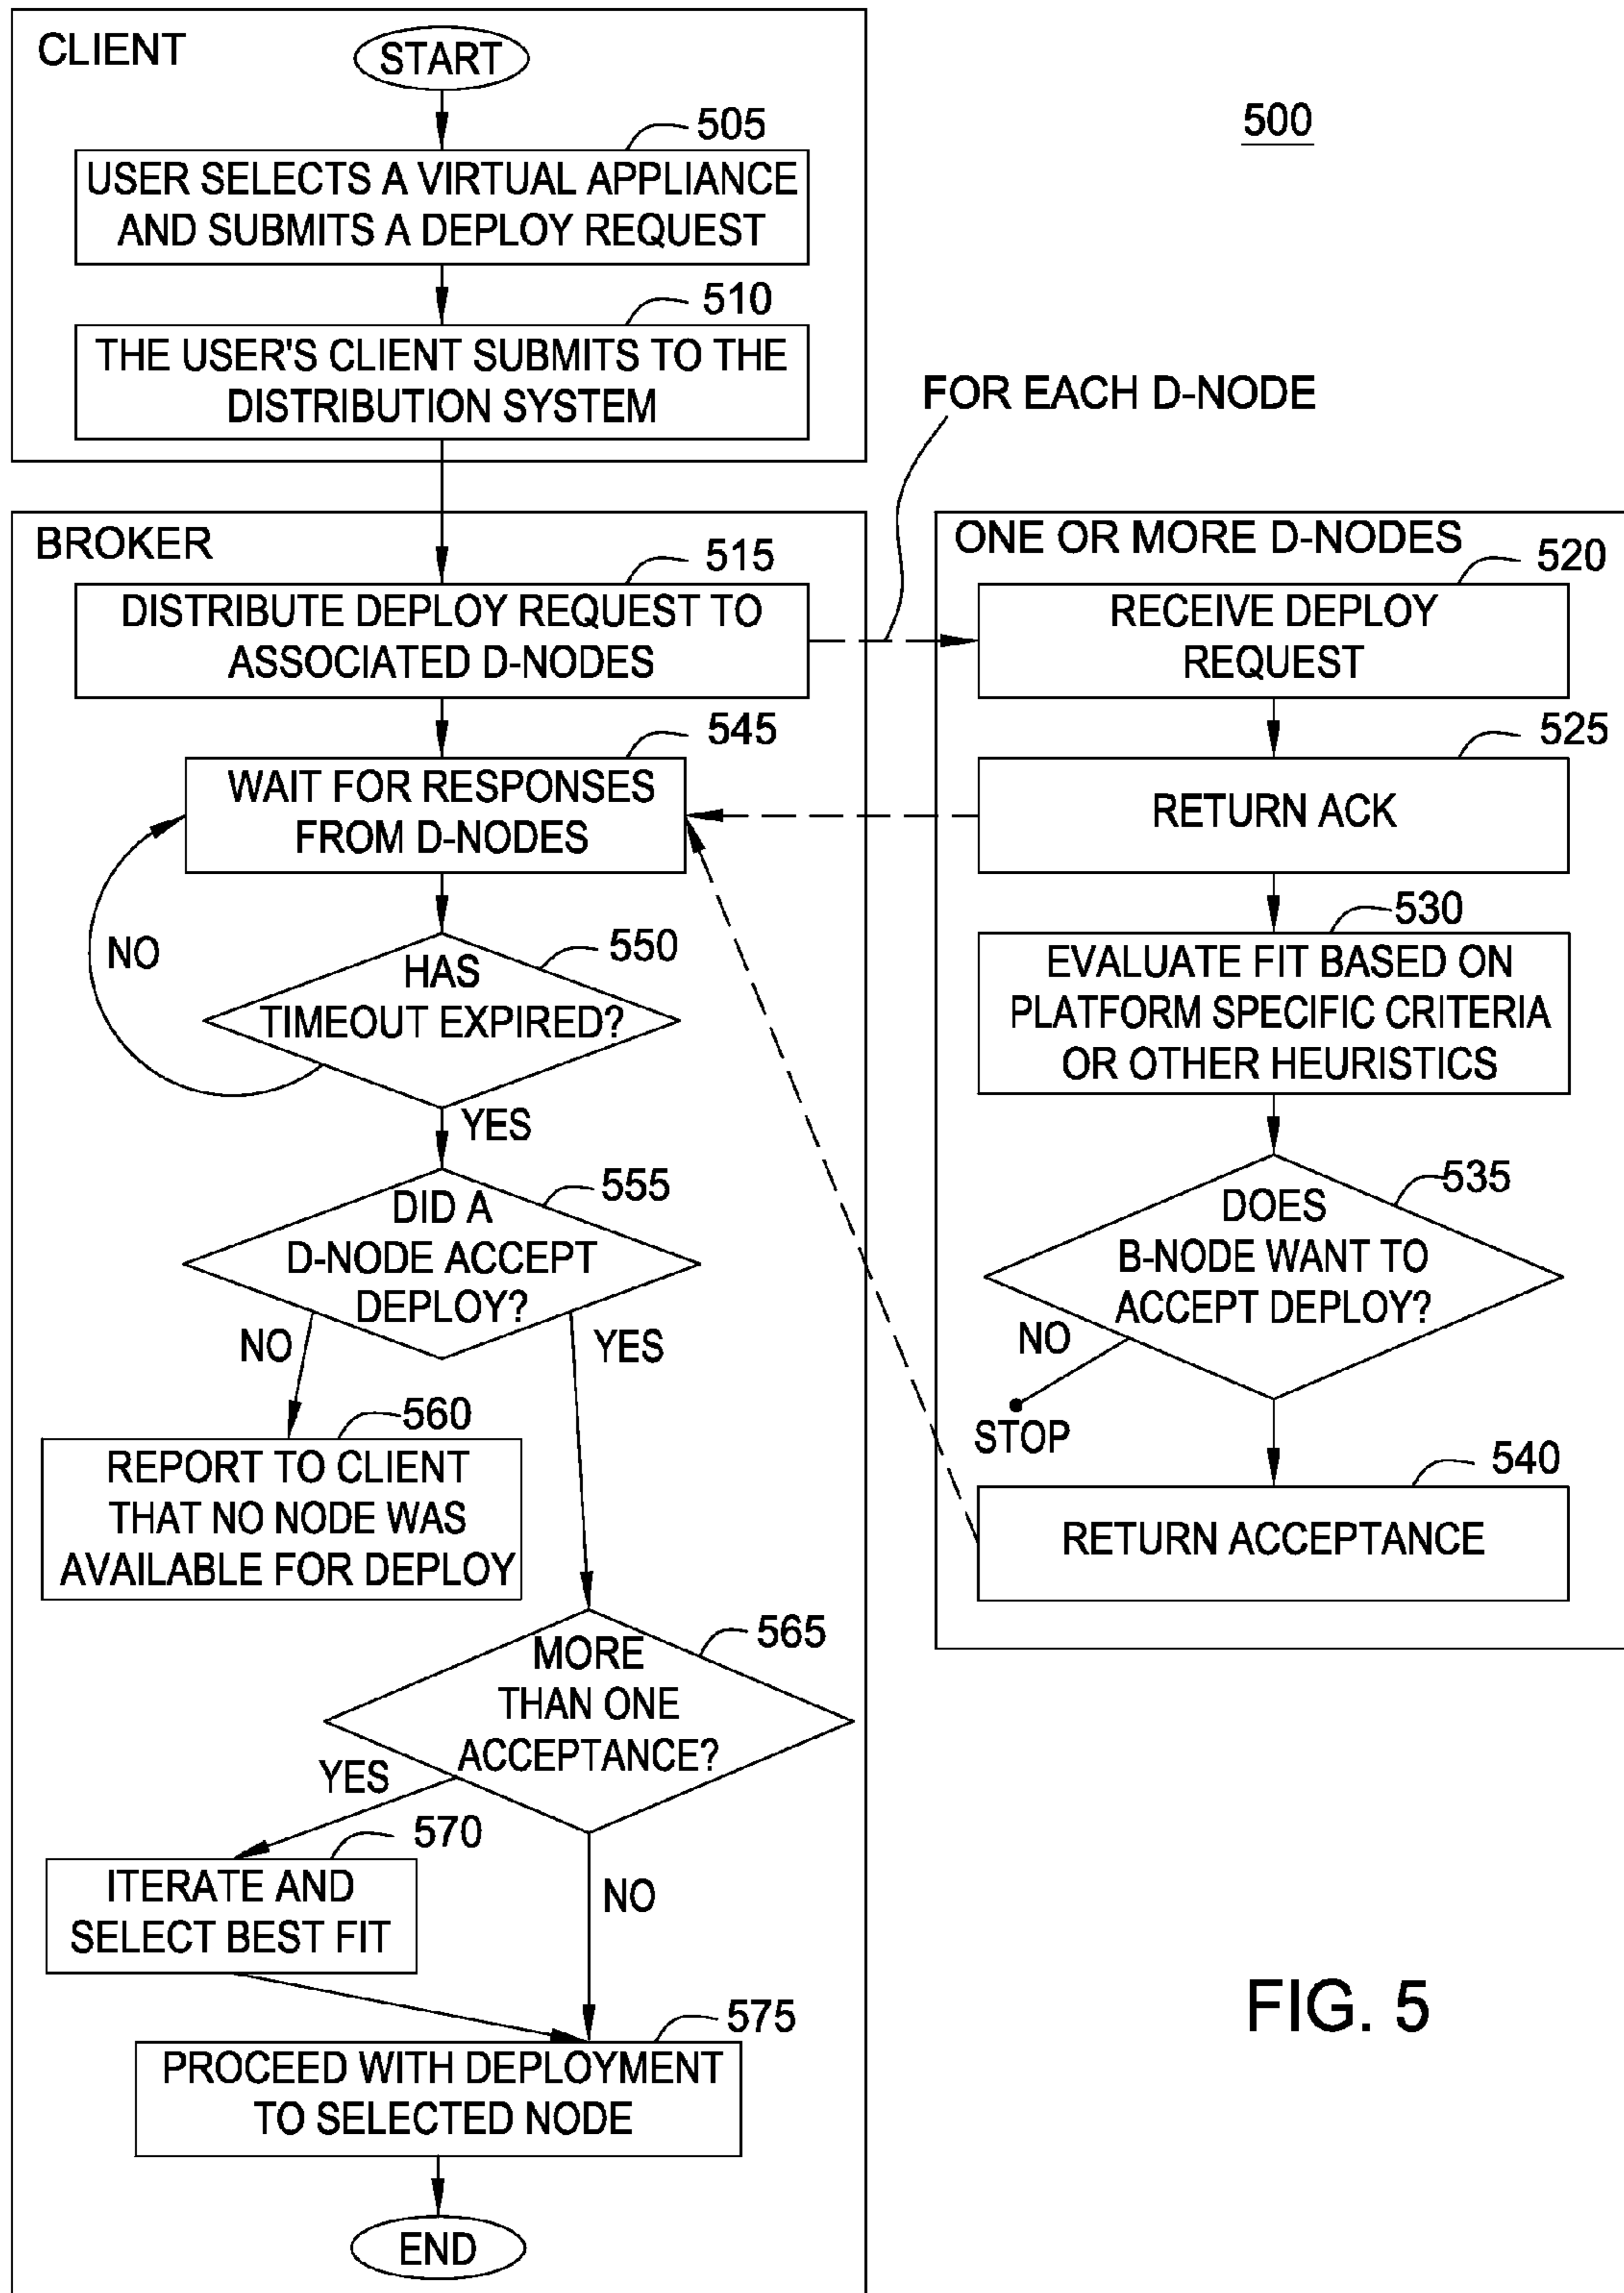 CLIENT
START
500
505
USER SELECTS A VIRTUAL APPLIANCE
AND SUBMITS A DEPLOY REQUEST
510
THE USER'S CLIENT SUBMITS TO THE
DISTRIBUTION SYSTEM
FOR EACH D-NODE
BROKER
515
DISTRIBUTE DEPLOY REQUEST TO
ASSOCIATED D-NODES
545
WAIT FOR RESPONSES
FROM D-NODES
NO
550
HAS
TIMEOUT EXPIRED?
YES
555
DID A
D-NODE ACCEPT
DEPLOY?
NO
YES
560
REPORT TO CLIENT
THAT NO NODE WAS
AVAILABLE FOR DEPLOY
565
MORE
THAN ONE
ACCEPTANCE?
YES
570
ITERATE AND
SELECT BEST FIT
NO
575
PROCEED WITH DEPLOYMENT
TO SELECTED NODE
END
ONE OR MORE D-NODES
520
RECEIVE DEPLOY
REQUEST
525
RETURN ACK
530
EVALUATE FIT BASED ON
PLATFORM SPECIFIC CRITERIA
OR OTHER HEURISTICS
535
DOES
B-NODE WANT TO
ACCEPT DEPLOY?
NO
STOP
540
RETURN ACCEPTANCE
FIG. 5